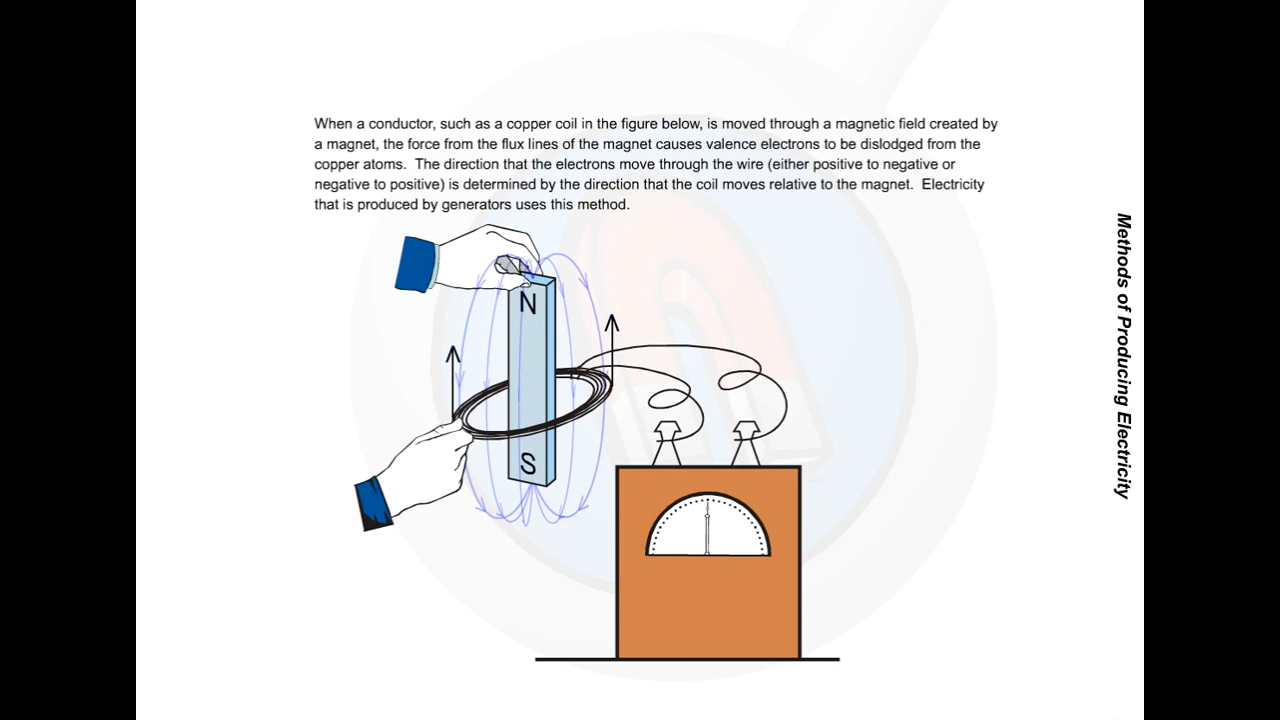 When a conductor, such as a copper coil in the figure below, is moved through a magnetic field created by
a magnet, the force from the flux lines of the magnet causes valence electrons to be dislodged from the
copper atoms.  The direction that the electrons move through the wire (either positive to negative or
negative to positive) is determined by the direction that the coil moves relative to the magnet.  Electricity
that is produced by generators uses this method.
N
S
Methods of Producing Electricity